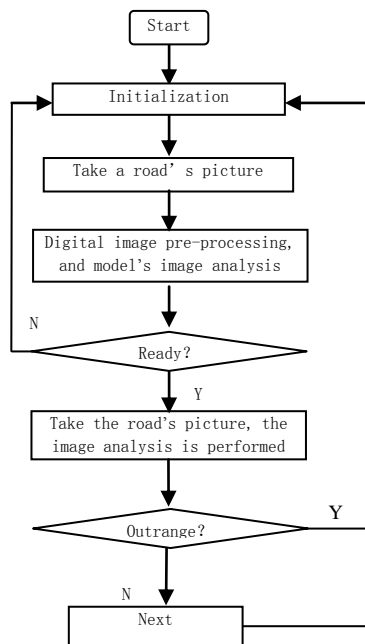 Start
Initialization
Take a road's picture
Digital image pre-processing,
and model's image analysis
N
Ready?
Y
Take the road's picture, the
image analysis is performed
Y
Outrange?
N
Next